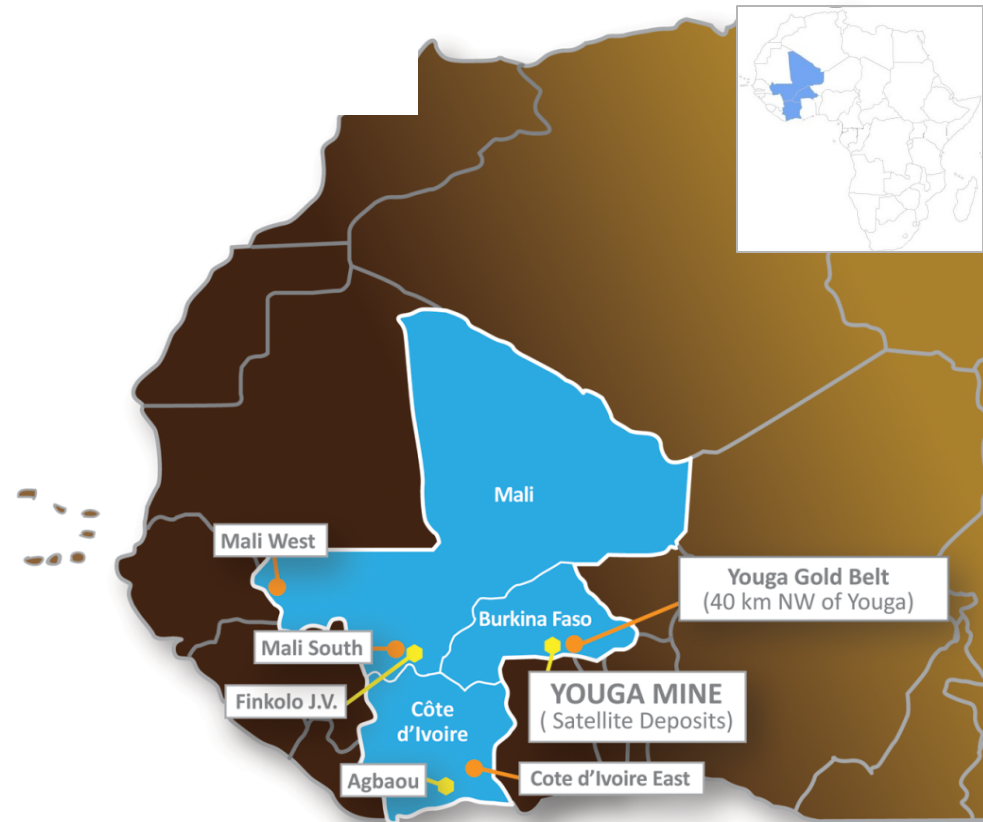 Mali
Mali West
Youga Gold Belt
(40 km NW of Youga)
Burkina Faso
Mali South
Finkolo J.V.
YOUGA MINE
( Satellite Deposits)
Côte
d'Ivoire
Agbaou
Cote d'Ivoire East